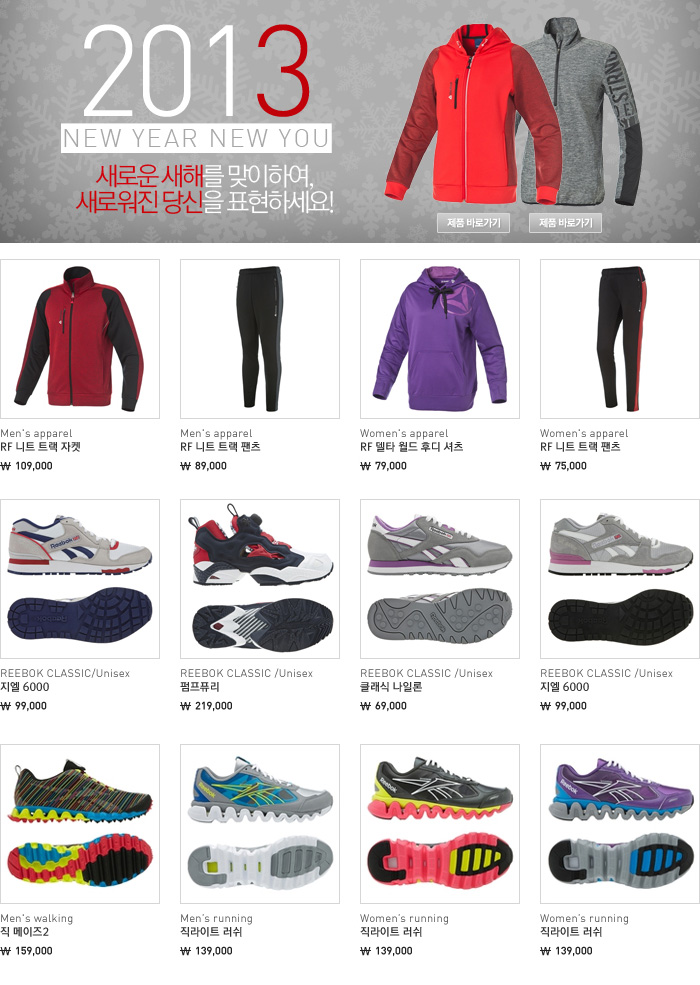 2013
NEW YEAR NEW YOU
새로운 새해를 맞이하여,
새로워진 당신을 표현하세요!
제품 바로가기
제품 바로가기
Men's apparel
RF 니트 트랙 자켓
₩ 109,000
Men's apparel
RF 니트 트랙 팬츠
₩ 89,000
Women's apparel
RF 델타 월드 후디 셔츠
₩ 79,000
Women's apparel
RF 니트 트랙 팬츠
₩ 75,000
REEBOK CLASSIC/Unisex
지엘 6000
₩ 99,000
REEBOK CLASSIC /Unisex
펌프퓨리
₩ 219,000
REEBOK CLASSIC /Unisex
클래식 나일론
₩ 69,000
REEBOK CLASSIC /Unisex
지엘 6000
₩ 99,000
Men's walking
직 메이즈2
₩ 159,000
Men's running
직라이트 러쉬
₩ 139,000
Women's running
직라이트 러쉬
₩ 139,000
Women's running
직라이트 러쉬
₩ 139,000